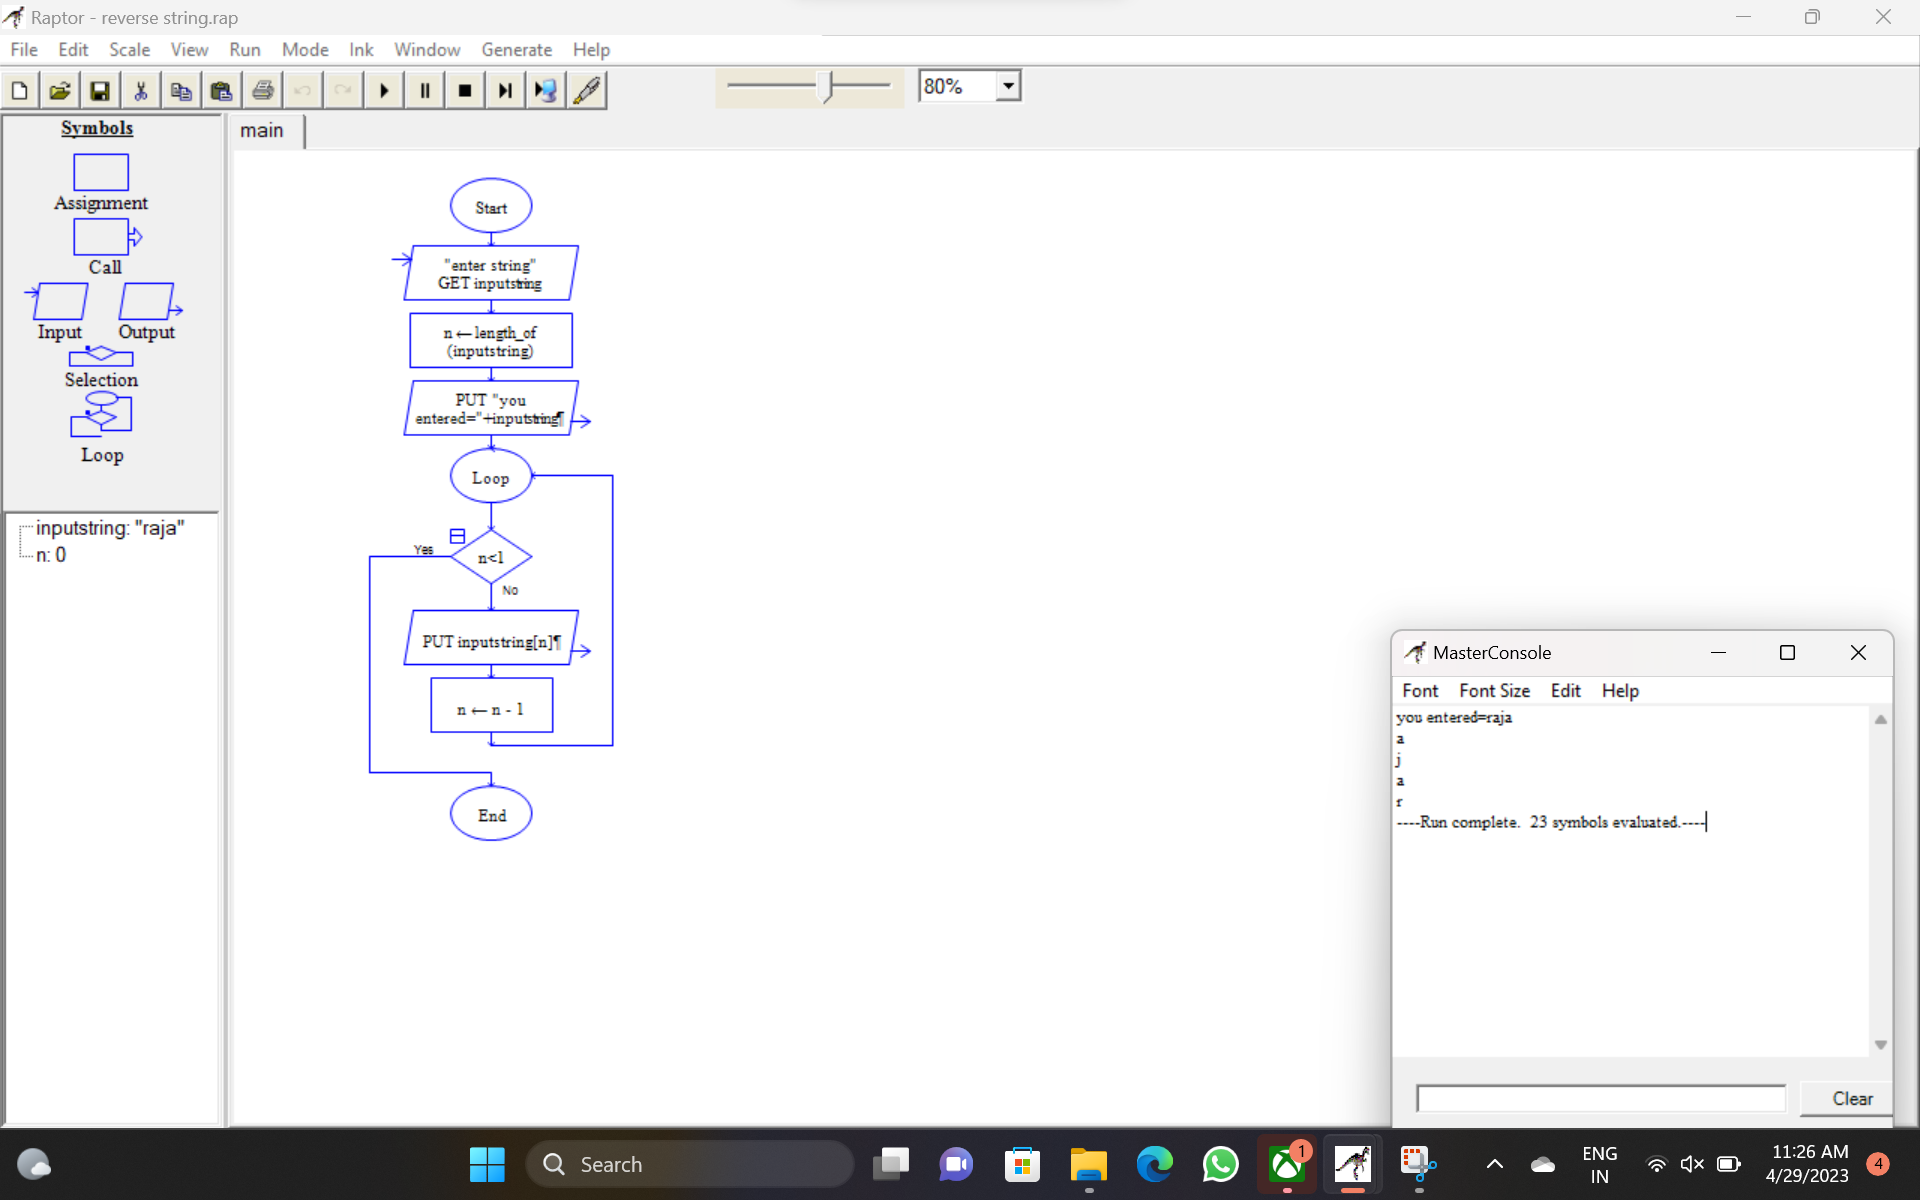 Raptor - reverse string.rap
File Edit Scale View Run Mode Ink Window Generate Help
80%
Symbols
Assignment
Call
Input Output
Selection
Loop
inputstring: "raja"
n: 0
main
Start
"enter string"
GET inputstring
n ← length_of
(inputstring)
PUT "you
entered="+inputstring¶
Loop
Yes
n<1
No
PUT inputstring[n]¶
n ← n - 1
End
MasterConsole
Font Font Size Edit Help
you entered=raja
a
j
a
r
----Run complete.  23 symbols evaluated.----
Clear
Search
1
ENG
IN
11:26 AM
4/29/2023
4